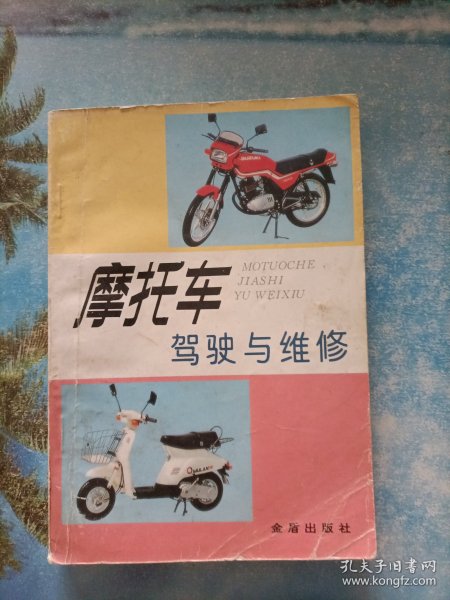 SUZUKI
摩托车
MOTUOCHE
JIASHI
YU WEIXIU
驾驶与维修
金盾出版社
孔夫子旧书网
www.kongfz.com